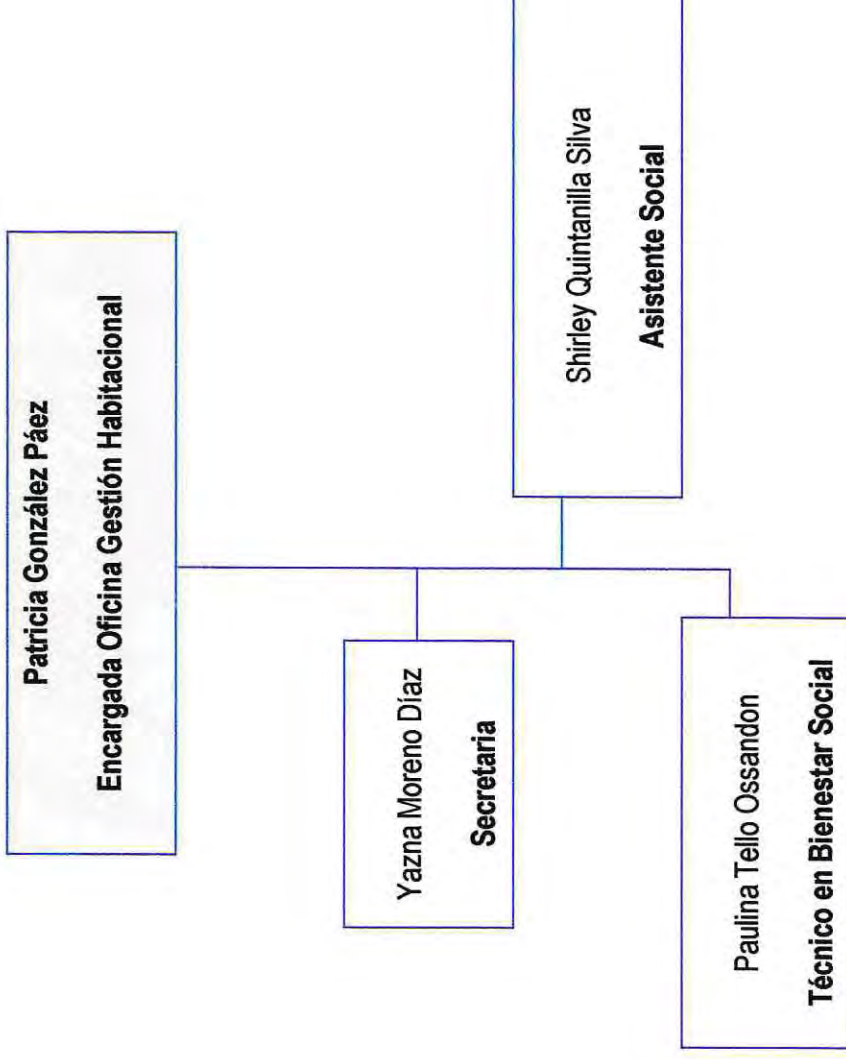 Patricia González Páez
Encargada Oficina Gestión Habitacional
Yazna Moreno Díaz
Secretaria
Shirley Quintanilla Silva
Asistente Social
Paulina Tello Ossandon
Técnico en Bienestar Social